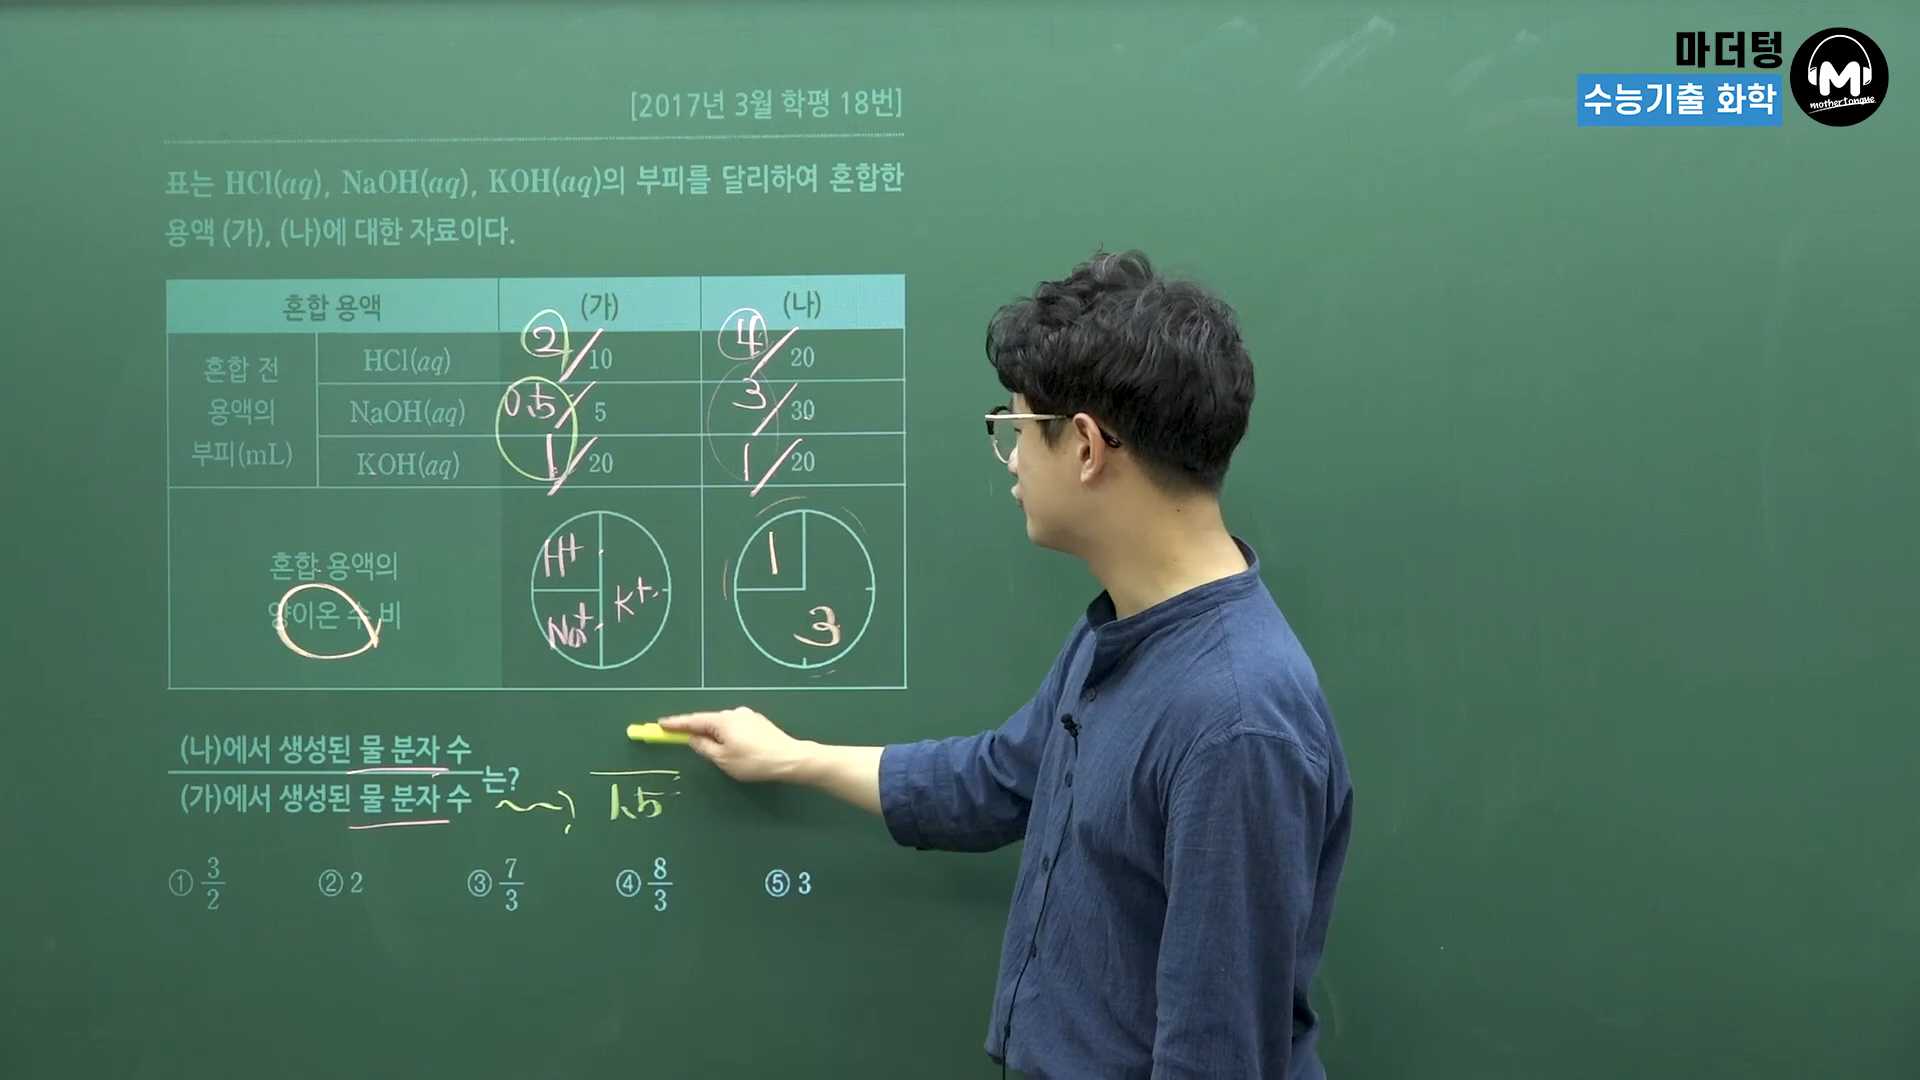 마더텅
수능기출 화학
M
mothertongue
[2017년 3월 학평 18번]
표는 HCl(aq), NaOH(aq), KOH(aq)의 부피를 달리하여 혼합한
용액 (가), (나)에 대한 자료이다.
혼합 용액 (가) (나)
혼합 전 용액의 부피(mL)
HCl(aq) 2 10 4 20
NaOH(aq) 0.5 5 3 30
KOH(aq) 1 20 1 20
혼합 용액의
양이온 수 비
H+ Na+ K+
1 3
(나)에서 생성된 물 분자 수
(가)에서 생성된 물 분자 수
는? 1.5
① 3/2 ② 2 ③ 7/3 ④ 8/3 ⑤ 3